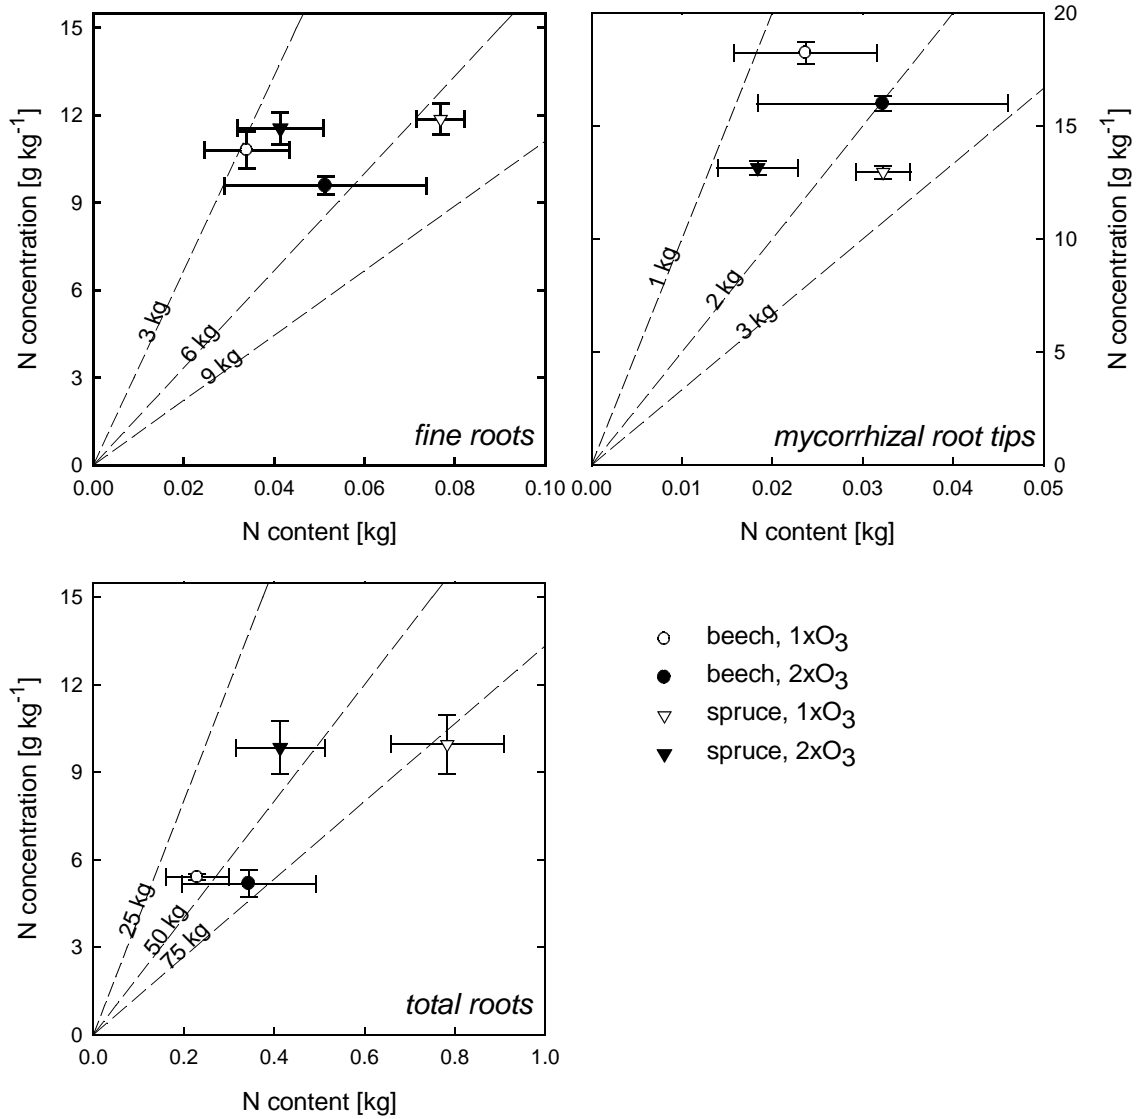 15
12
9
6
3
0
N concentration [g kg⁻¹]
3 kg
6 kg
9 kg
fine roots
0.00 0.02 0.04 0.06 0.08 0.10
N content [kg]
20
15
10
5
0
N concentration [g kg⁻¹]
1 kg
2 kg
3 kg
mycorrhizal root tips
0.00 0.01 0.02 0.03 0.04 0.05
N content [kg]
15
12
9
6
3
0
N concentration [g kg⁻¹]
25 kg
50 kg
75 kg
total roots
0.0 0.2 0.4 0.6 0.8 1.0
N content [kg]
beech, 1xO₃
beech, 2xO₃
spruce, 1xO₃
spruce, 2xO₃